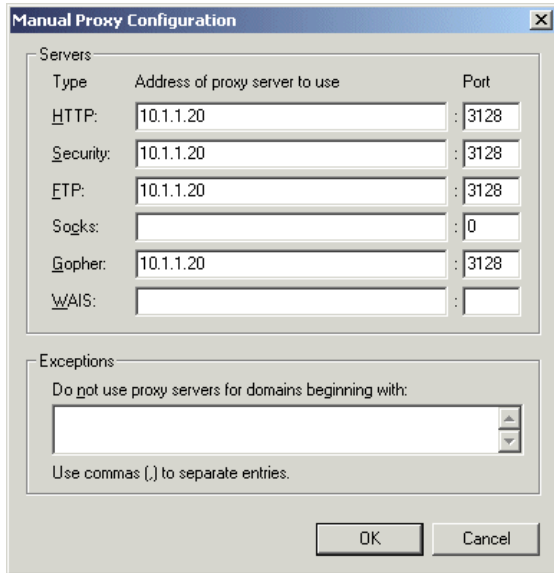 Manual Proxy Configuration
Servers
Type Address of proxy server to use Port
HTTP: 10.1.1.20 : 3128
Security: 10.1.1.20 : 3128
FTP: 10.1.1.20 : 3128
Socks: : 0
Gopher: 10.1.1.20 : 3128
WAIS: :
Exceptions
Do not use proxy servers for domains beginning with:
Use commas (,) to separate entries.
OK Cancel